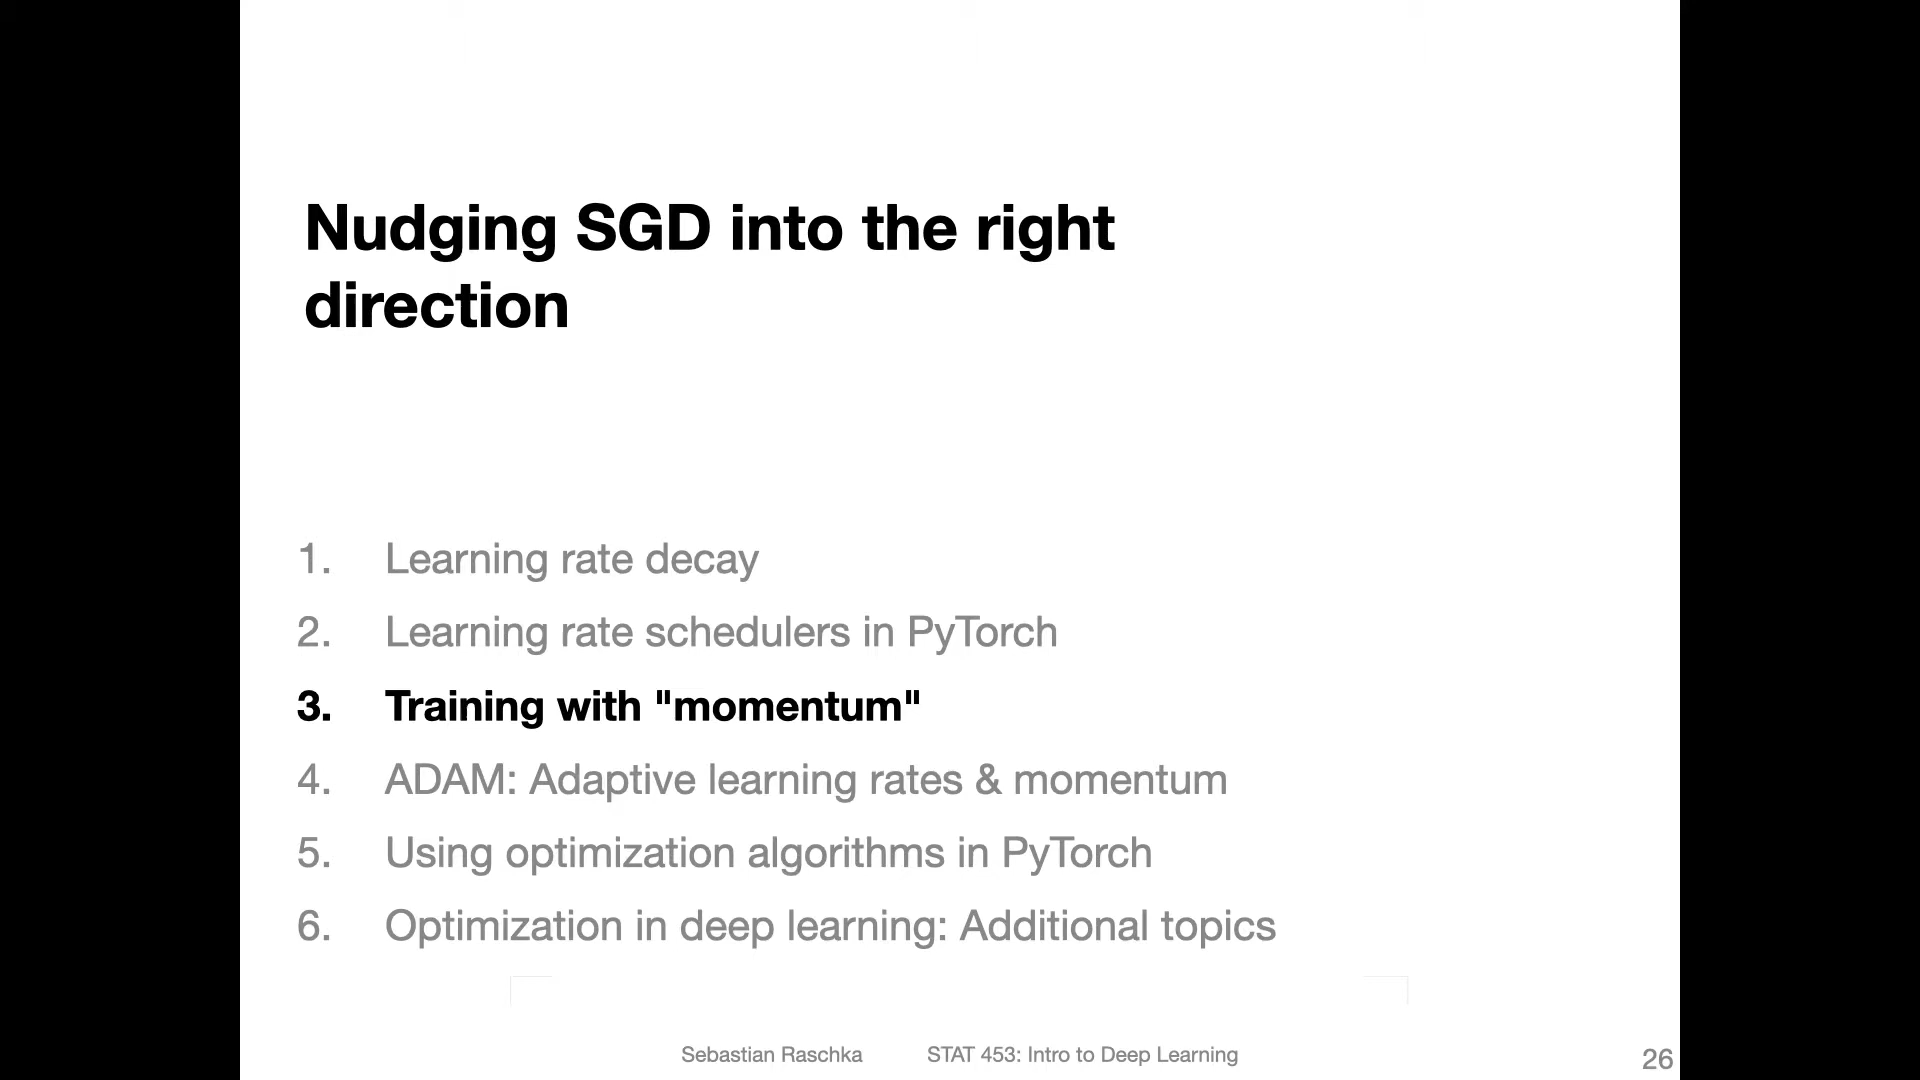 Nudging SGD into the right
direction
1. Learning rate decay
2. Learning rate schedulers in PyTorch
3. Training with "momentum"
4. ADAM: Adaptive learning rates & momentum
5. Using optimization algorithms in PyTorch
6. Optimization in deep learning: Additional topics
Sebastian Raschka STAT 453: Intro to Deep Learning 26